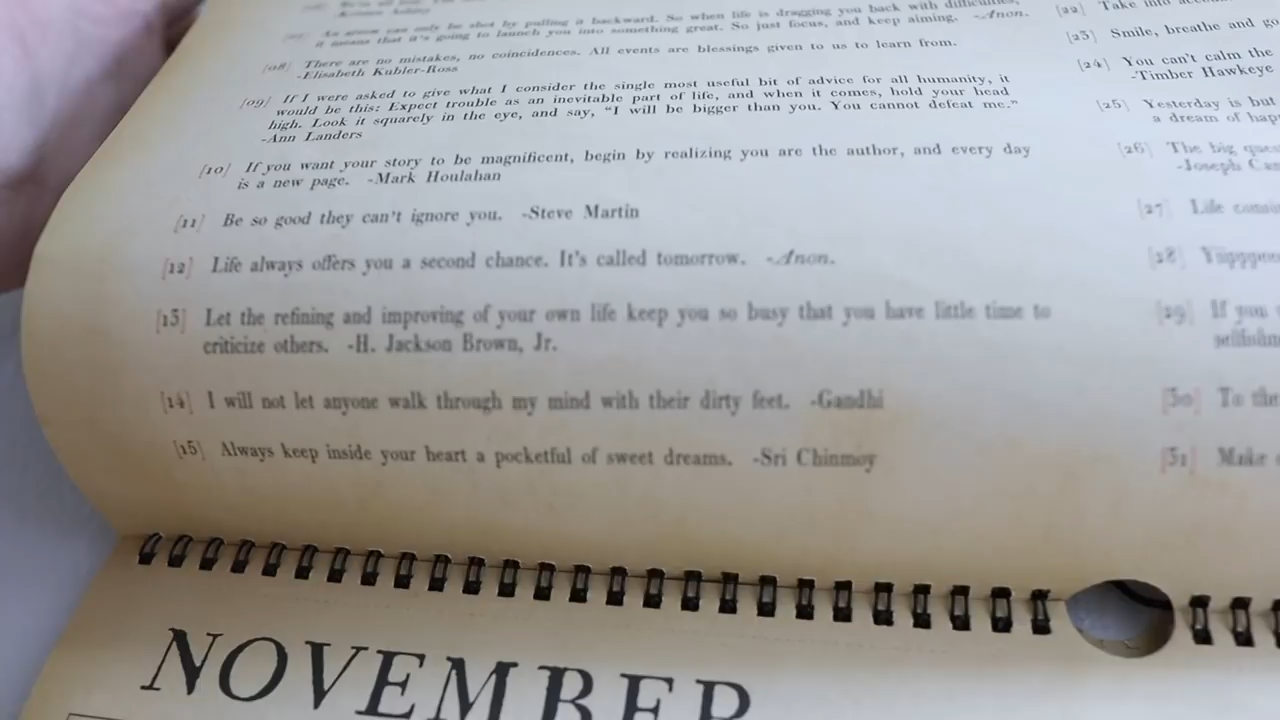 An arrow can only be shot by pulling it backward. So when life is dragging you back with difficulties,
it means that it's going to launch you into something great. So just focus, and keep aiming. -Anon.
[08] There are no mistakes, no coincidences. All events are blessings given to us to learn from.
-Elisabeth Kubler-Ross
[09] If I were asked to give what I consider the single most useful bit of advice for all humanity, it
would be this: Expect trouble as an inevitable part of life, and when it comes, hold your head
high. Look it squarely in the eye, and say, “I will be bigger than you. You cannot defeat me.”
-Ann Landers
[10] If you want your story to be magnificent, begin by realizing you are the author, and every day
is a new page. -Mark Houlahan
[11] Be so good they can't ignore you. -Steve Martin
[12] Life always offers you a second chance. It's called tomorrow. -Anon.
[13] Let the refining and improving of your own life keep you so busy that you have little time to
criticize others. -H. Jackson Brown, Jr.
[14] I will not let anyone walk through my mind with their dirty feet. -Gandhi
[15] Always keep inside your heart a pocketful of sweet dreams. -Sri Chinmoy
[22] Take into
[23] Smile, breathe and go
[24] You can't calm the
-Timber Hawkeye
[25] Yesterday is but
a dream of hap
[26] The big ques
-Joseph Cam
[27] Life consi
[28]
[29] If you
[30] To the
[31] Make
NOVEMBER